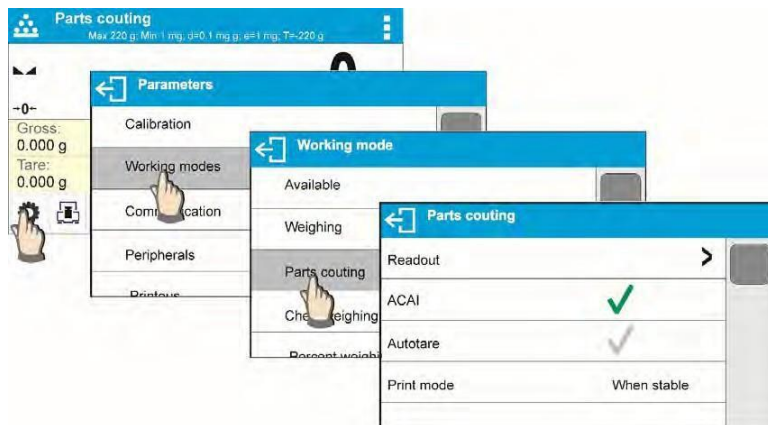 Parts couting
Max 220 g; Min 1 mg; d=0.1 mg g; e=1 mg; T=-220 g
0
→0←
Gross:
0.000 g
Tare:
0.000 g
Parameters
Calibration
Working modes
Communication
Peripherals
Working mode
Available
Weighing
Parts couting
Parts couting
Readout
>
ACAI
Autotare
Print mode When stable